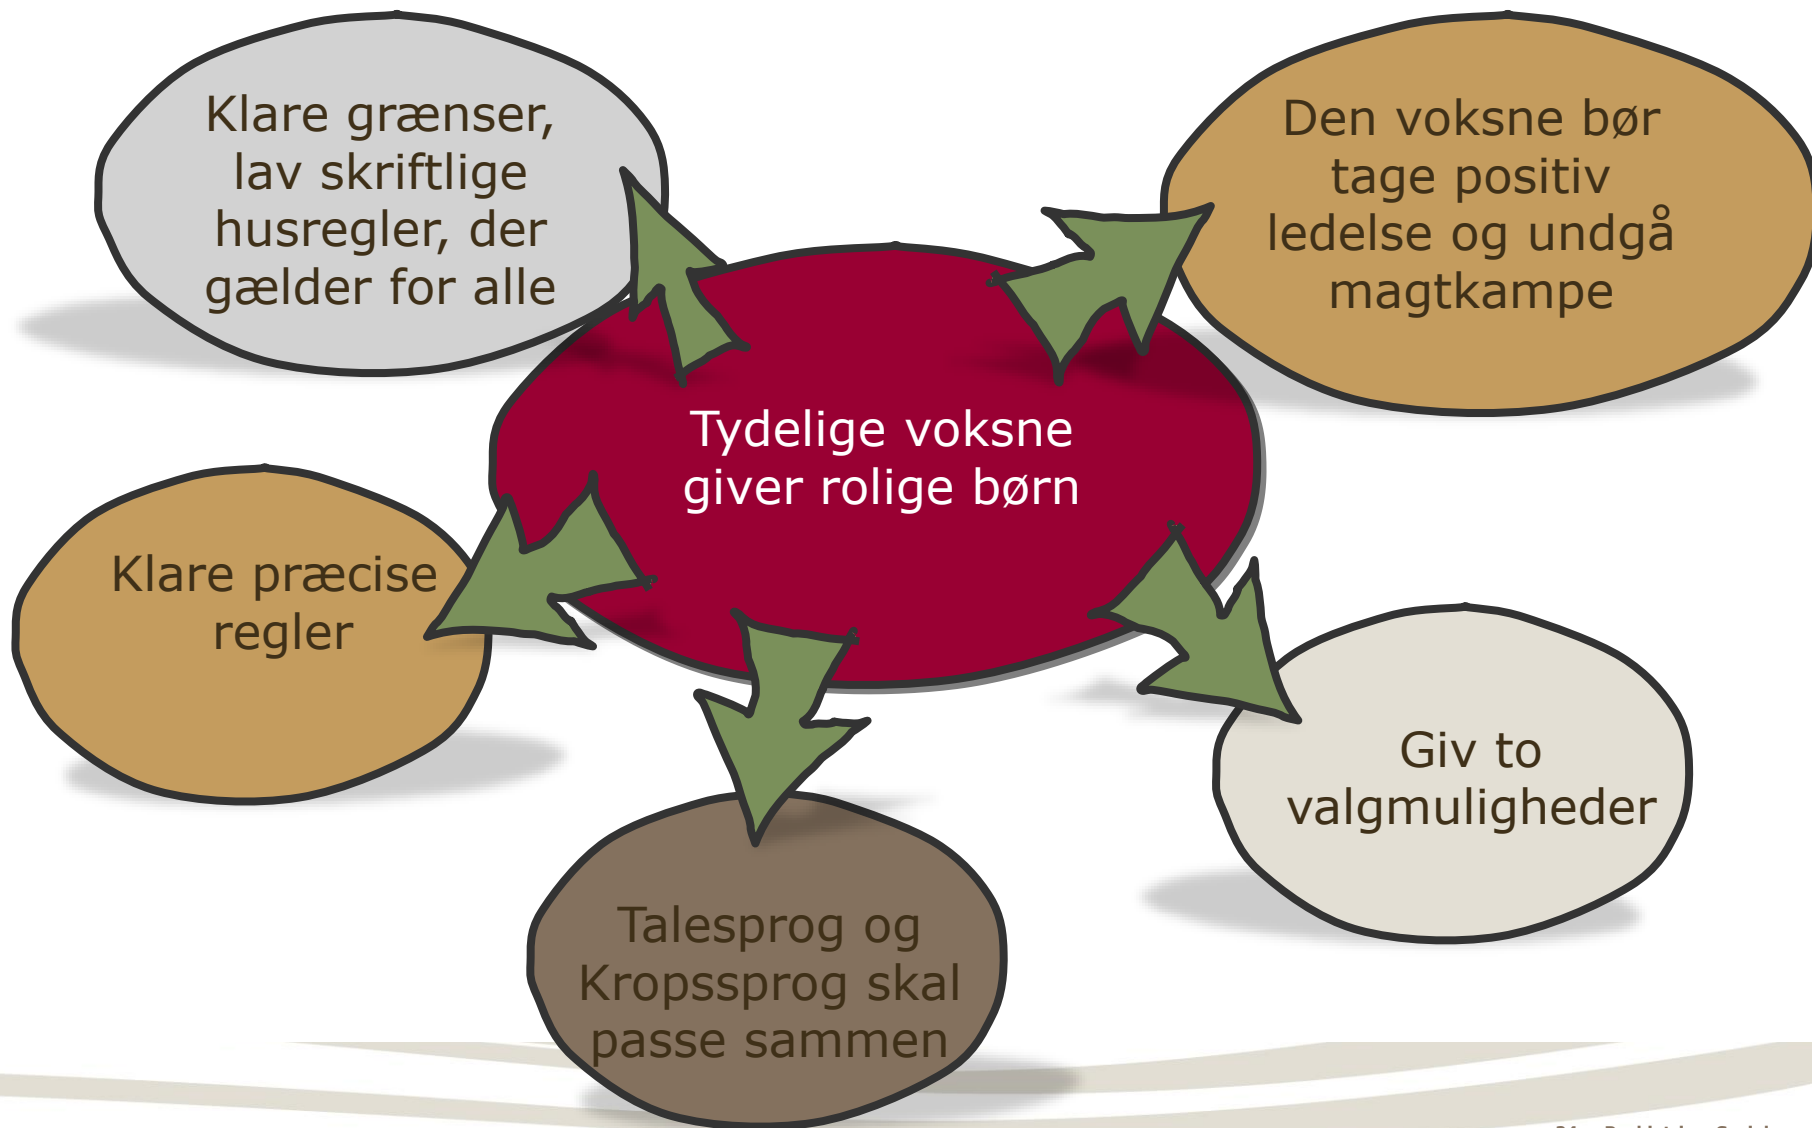 Klare grænser,
lav skriftlige
husregler, der
gælder for alle
Den voksne bør
tage positiv
ledelse og undgå
magtkampe
Tydelige voksne
giver rolige børn
Klare præcise
regler
Giv to
valgmuligheder
Talesprog og
Kropssprog skal
passe sammen